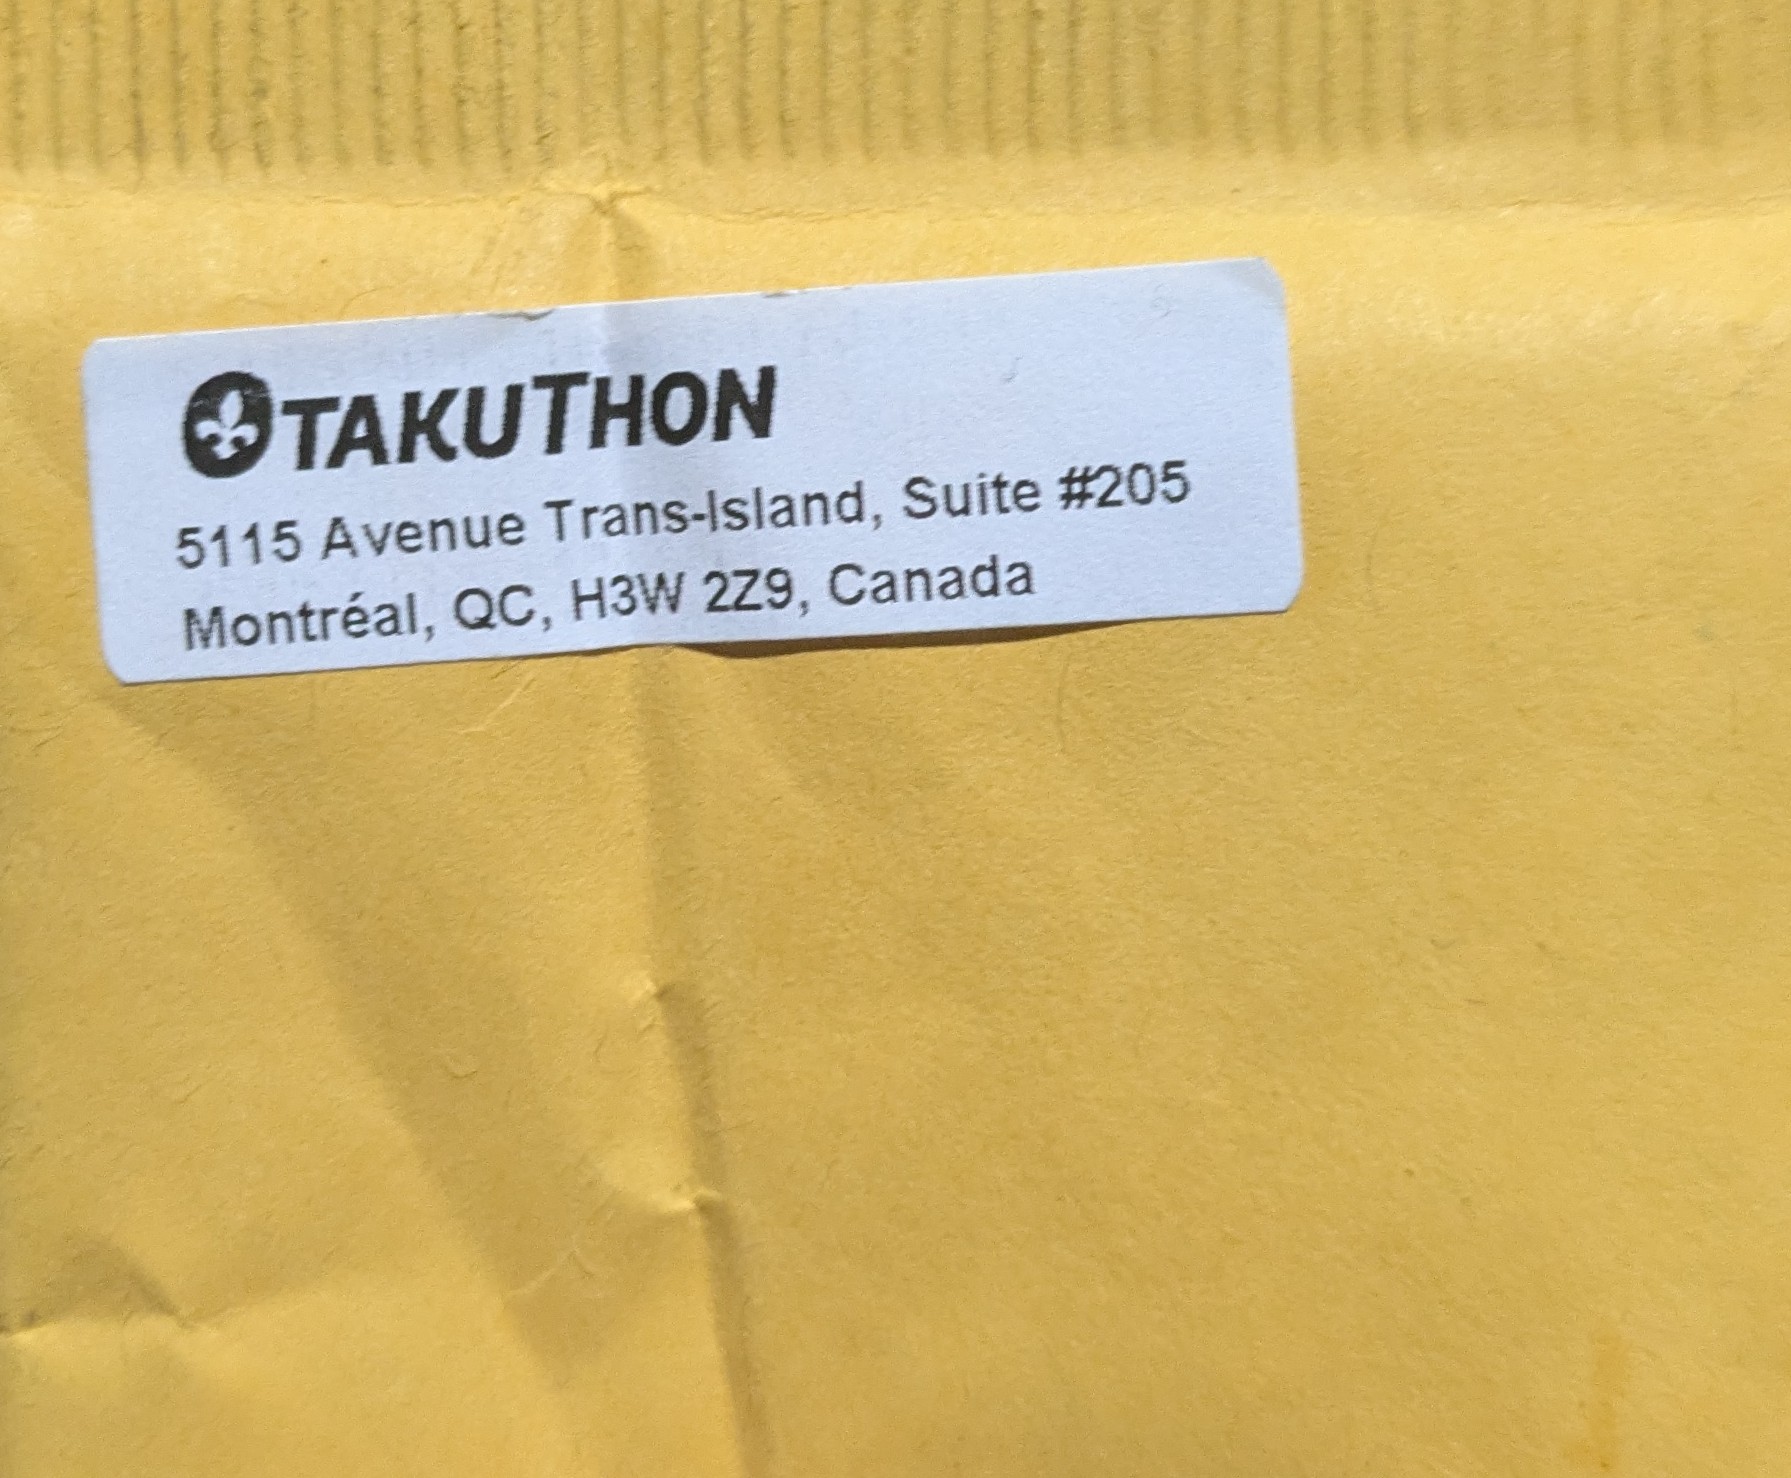 OTAKUTHON
5115 Avenue Trans-Island, Suite #205
Montréal, QC, H3W 2Z9, Canada